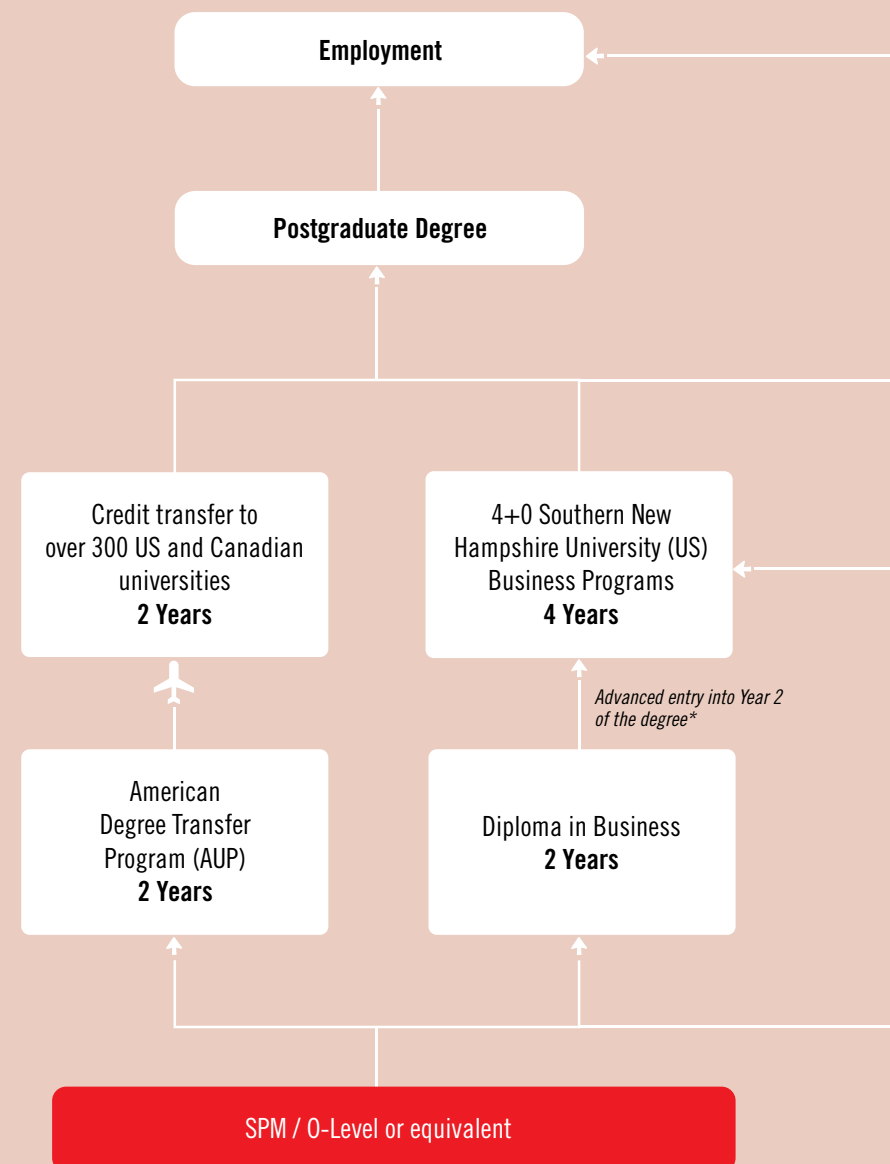 Employment
Postgraduate Degree
Credit transfer to
over 300 US and Canadian
universities
2 Years
4+0 Southern New
Hampshire University (US)
Business Programs
4 Years
Advanced entry into Year 2
of the degree*
American
Degree Transfer
Program (AUP)
2 Years
Diploma in Business
2 Years
SPM / O-Level or equivalent